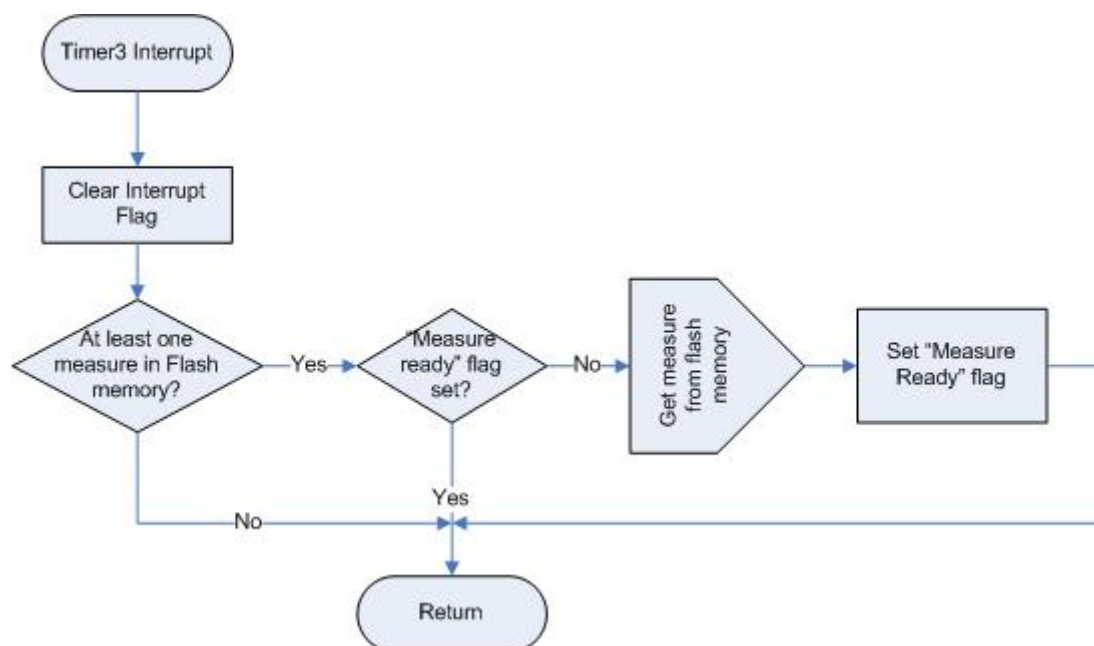 Timer3 Interrupt
Clear Interrupt
Flag
At least one
measure in Flash
memory?
Yes
"Measure
ready" flag
set?
No
Get measure
from flash
memory
Set “Measure
Ready” flag
Yes
No
Return